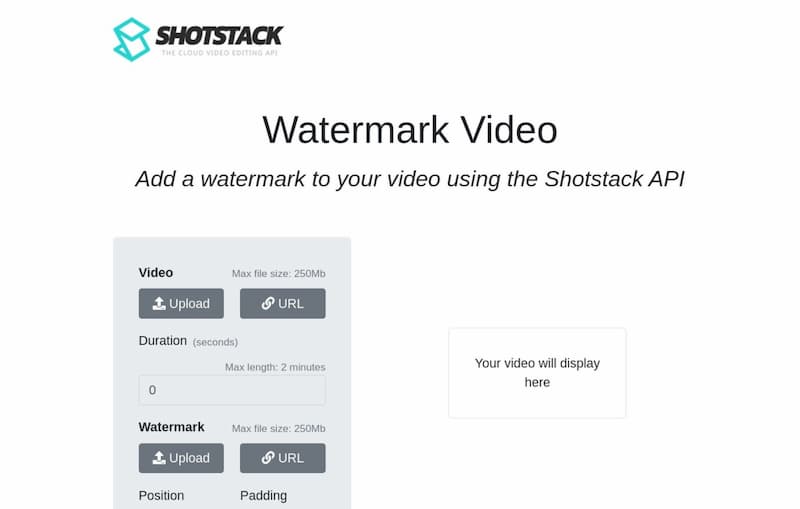 SHOTSTACK
THE CLOUD VIDEO EDITING API
Watermark Video
Add a watermark to your video using the Shotstack API
Video Max file size: 250Mb
Upload URL
Duration (seconds)
Max length: 2 minutes
0
Watermark Max file size: 250Mb
Upload URL
Position Padding
Your video will display
here